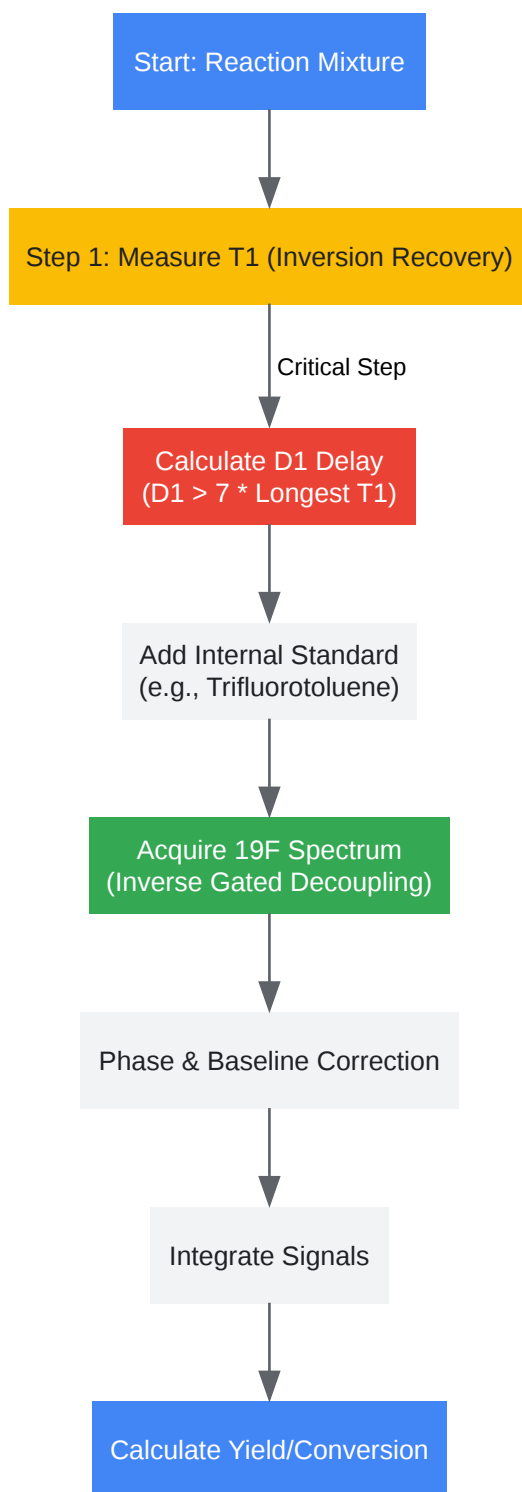 Start: Reaction Mixture
Step 1: Measure T1 (Inversion Recovery)
Critical Step
Calculate D1 Delay
(D1 > 7 * Longest T1)
Add Internal Standard
(e.g., Trifluorotoluene)
Acquire 19F Spectrum
(Inverse Gated Decoupling)
Phase & Baseline Correction
Integrate Signals
Calculate Yield/Conversion